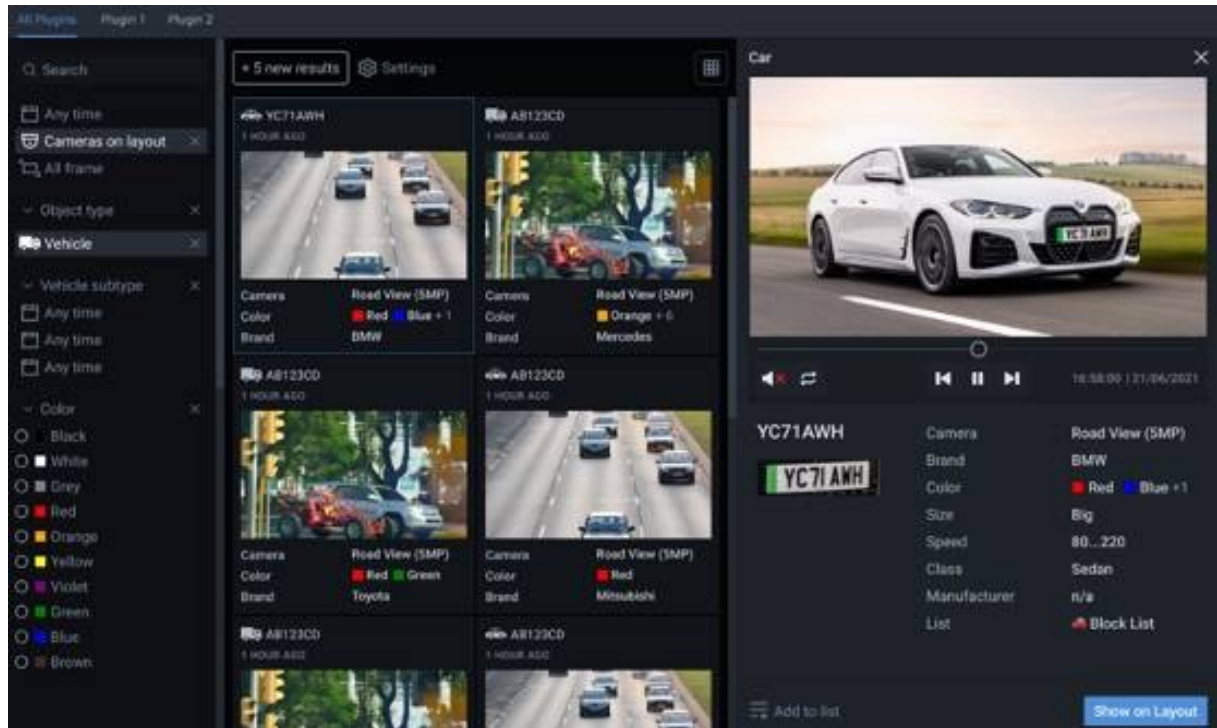 All Plugins Plugin 1 Plugin 2
Search
Any time
Cameras on layout
All frame
Object type
Vehicle
Vehicle subtype
Any time
Any time
Any time
Color
Black
White
Grey
Red
Orange
Yellow
Violet
Green
Blue
Brown
+ 5 new results Settings
YC71AWH
1 HOUR AGO
Camera Road View (5MP)
Color Red Blue + 1
Brand BMW
AB123CD
1 HOUR AGO
Camera Road View (5MP)
Color Orange + 6
Brand Mercedes
AB123CD
1 HOUR AGO
Camera Road View (5MP)
Color Red Green
Brand Toyota
AB123CD
1 HOUR AGO
Camera Road View (5MP)
Color Red
Brand Mitsubishi
AB123CD
1 HOUR AGO
AB123CD
1 HOUR AGO
Car
YC71 AWH
16:58:09 | 21/06/2021
YC71AWH
YC71 AWH
Camera Road View (5MP)
Brand BMW
Color Red Blue +1
Size Big
Speed 80...220
Class Sedan
Manufacturer n/a
List Block List
Add to list
Show on Layout